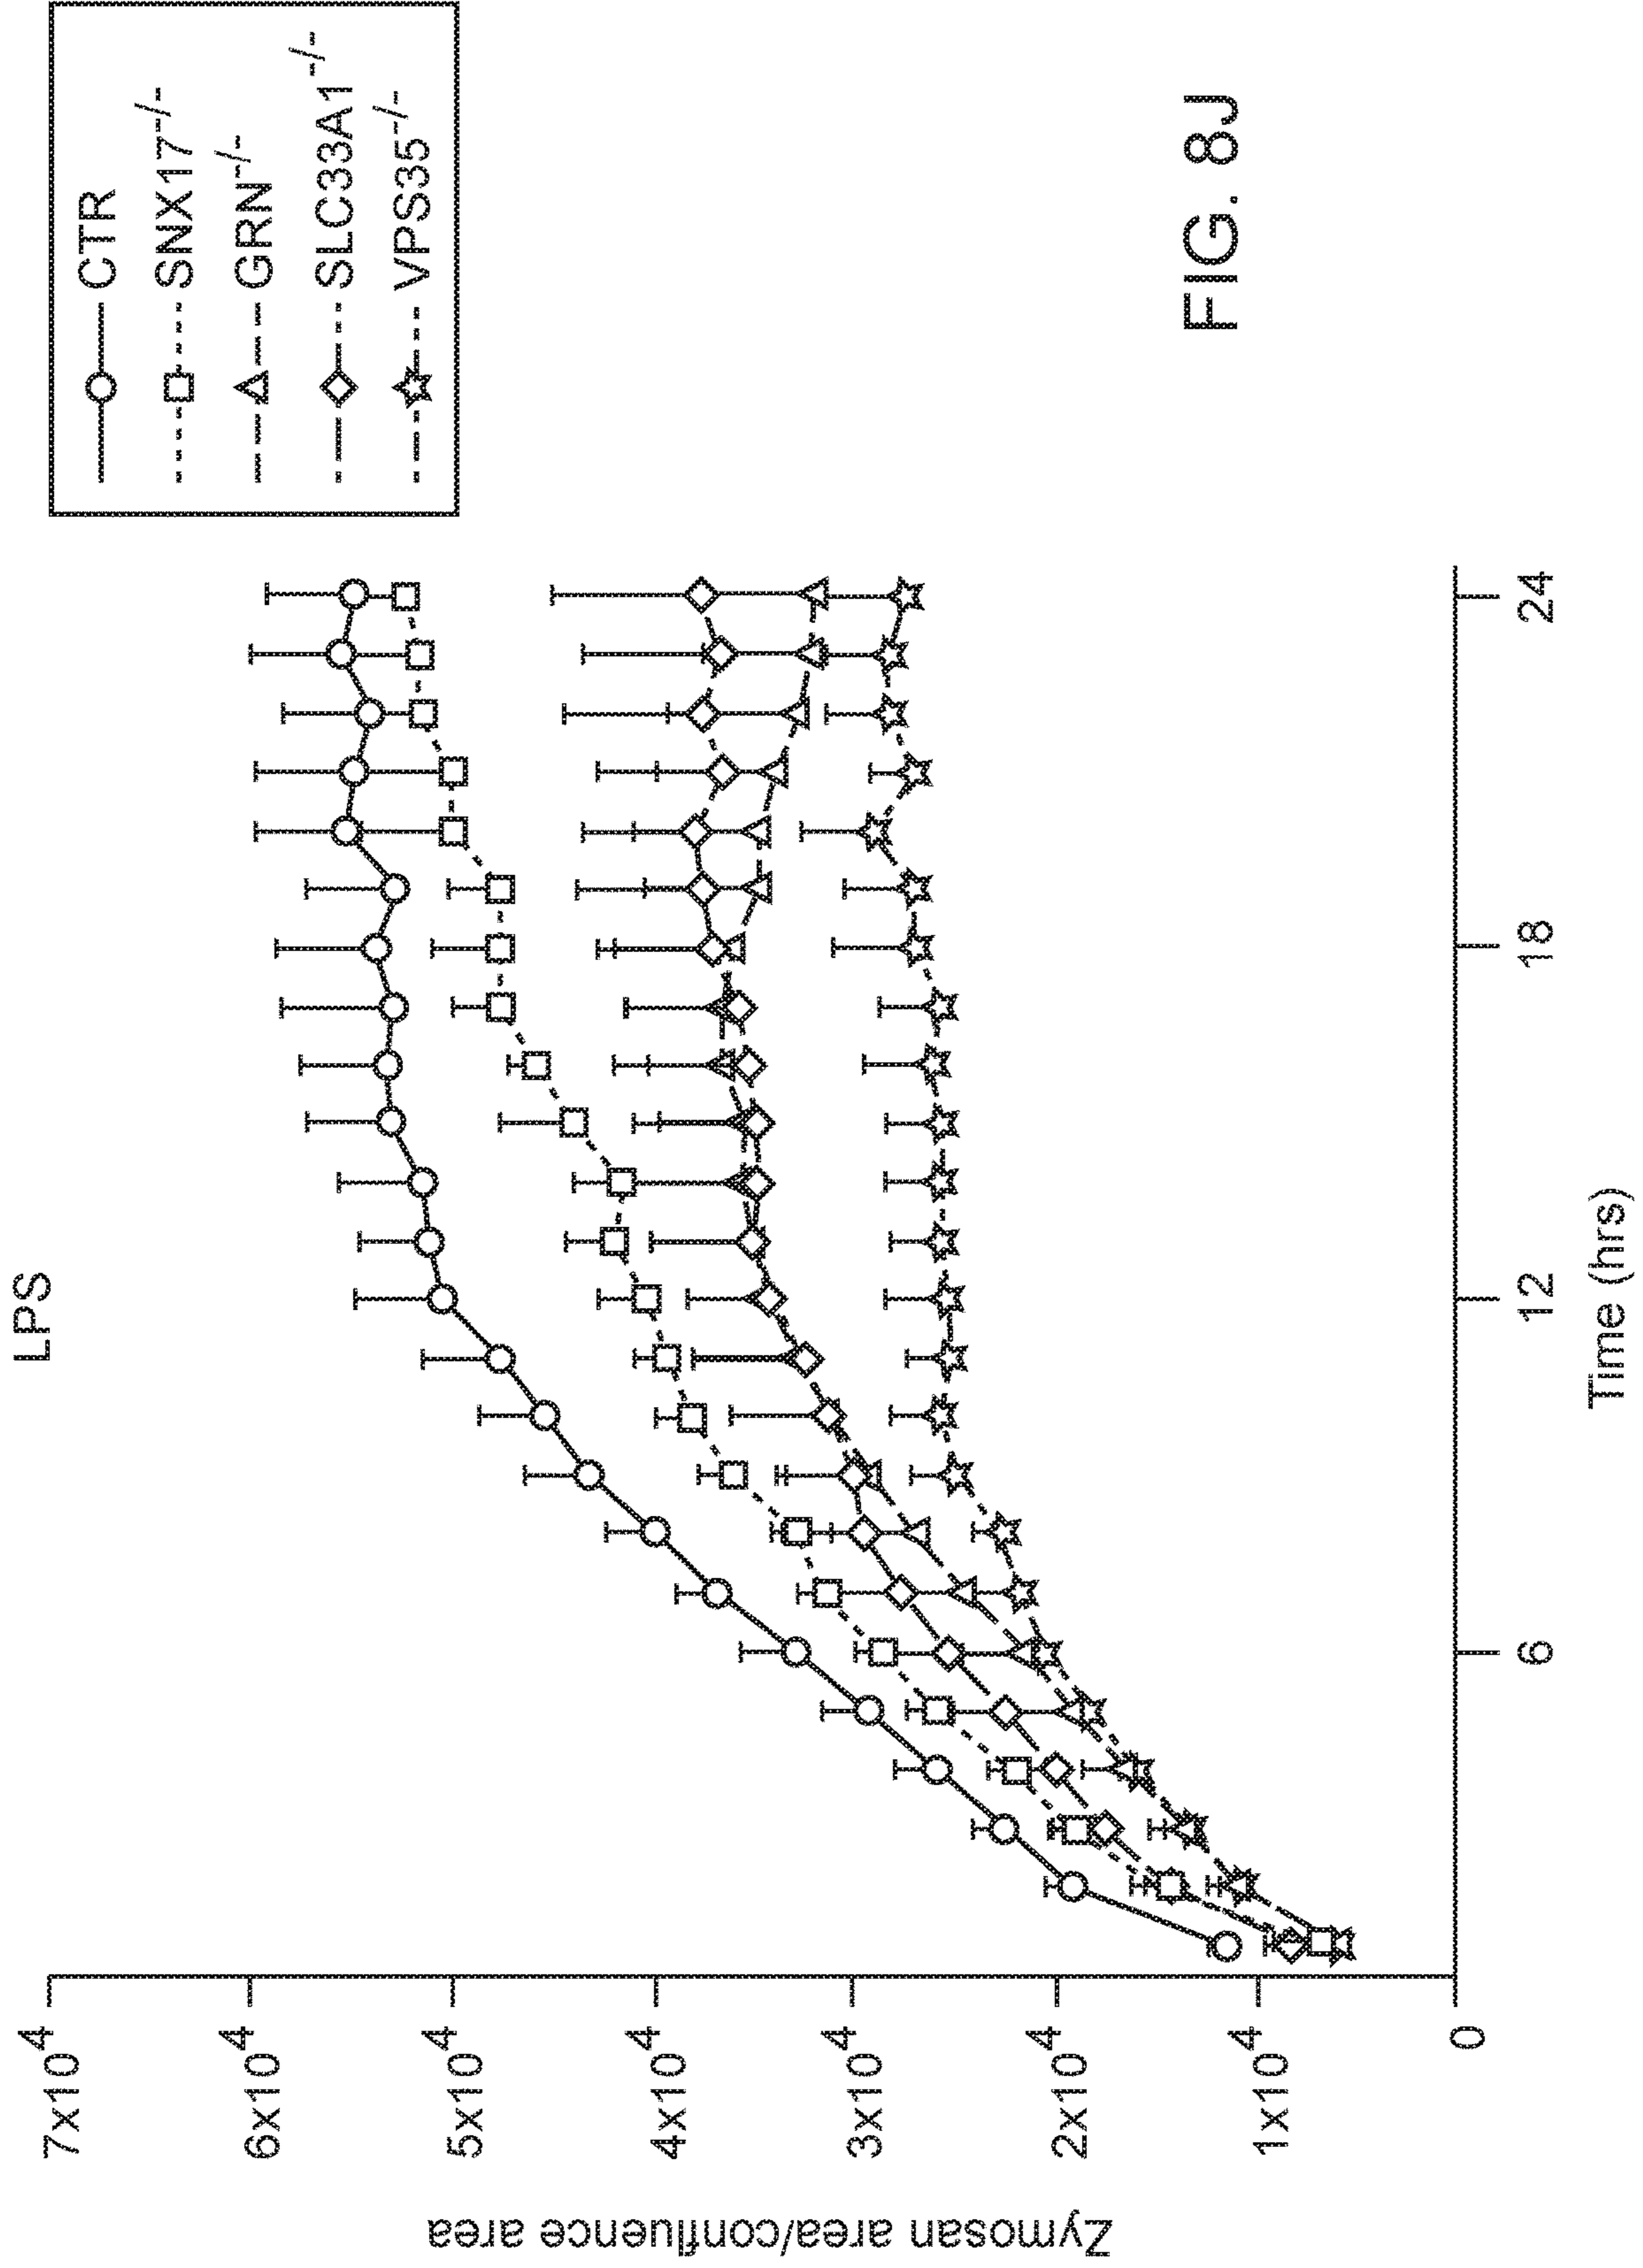 LPS
7x10^4
6x10^4
5x10^4
4x10^4
3x10^4
2x10^4
1x10^4
0
Zymosan area/confluence area
6
12
18
24
Time (hrs)
CTR
SNX17^-/-
GRN^-/-
SLC33A1^-/-
VPS35^-/-
FIG. 8J